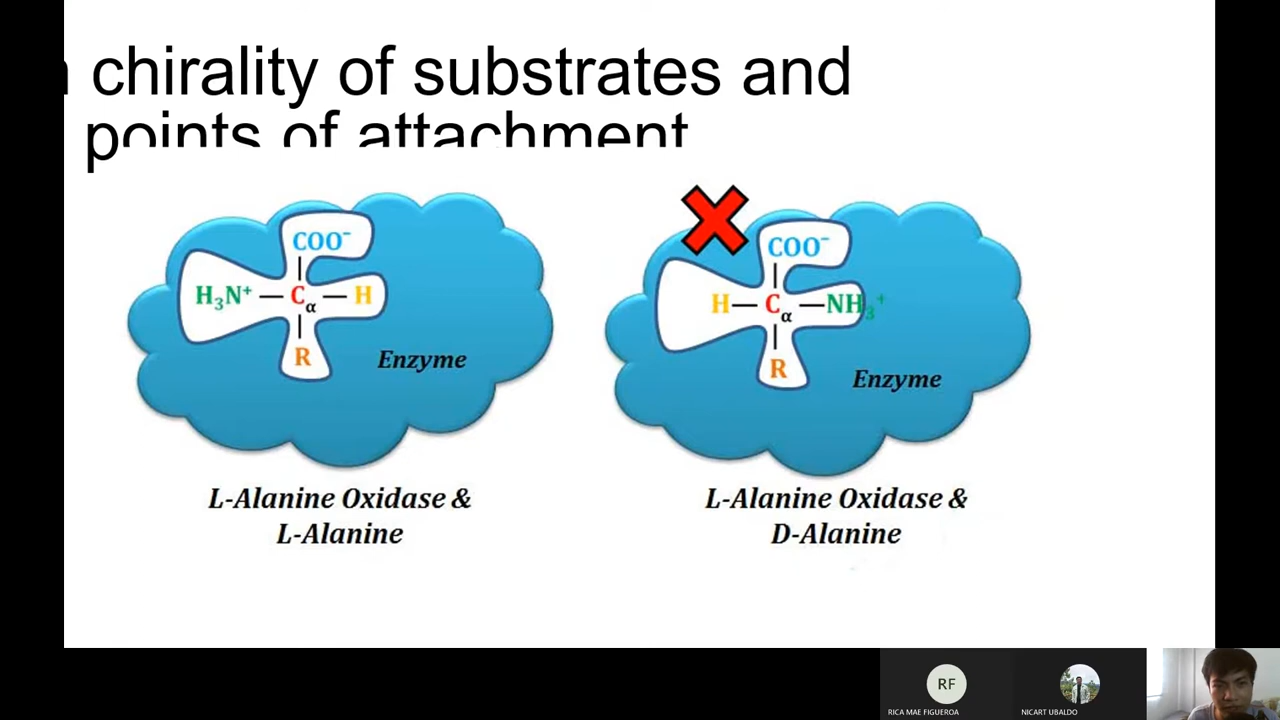 chirality of substrates and
points of attachment
COO⁻ COO⁻
H₃N⁺ — Cα — H H — Cα — NH₃⁺
R R
Enzyme Enzyme
L-Alanine Oxidase & L-Alanine Oxidase &
L-Alanine D-Alanine
RF
RICA MAE FIGUEROA NICART UBALDO